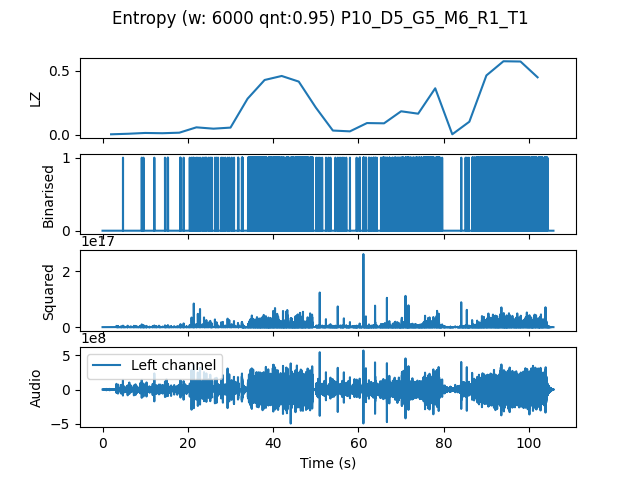 Entropy (w: 6000 qnt:0.95) P10_D5_G5_M6_R1_T1
0.5
0.0
LZ
1
0
Binarised
1e17
2
0
Squared
1e8
5
0
−5
Audio
Left channel
0 20 40 60 80 100
Time (s)